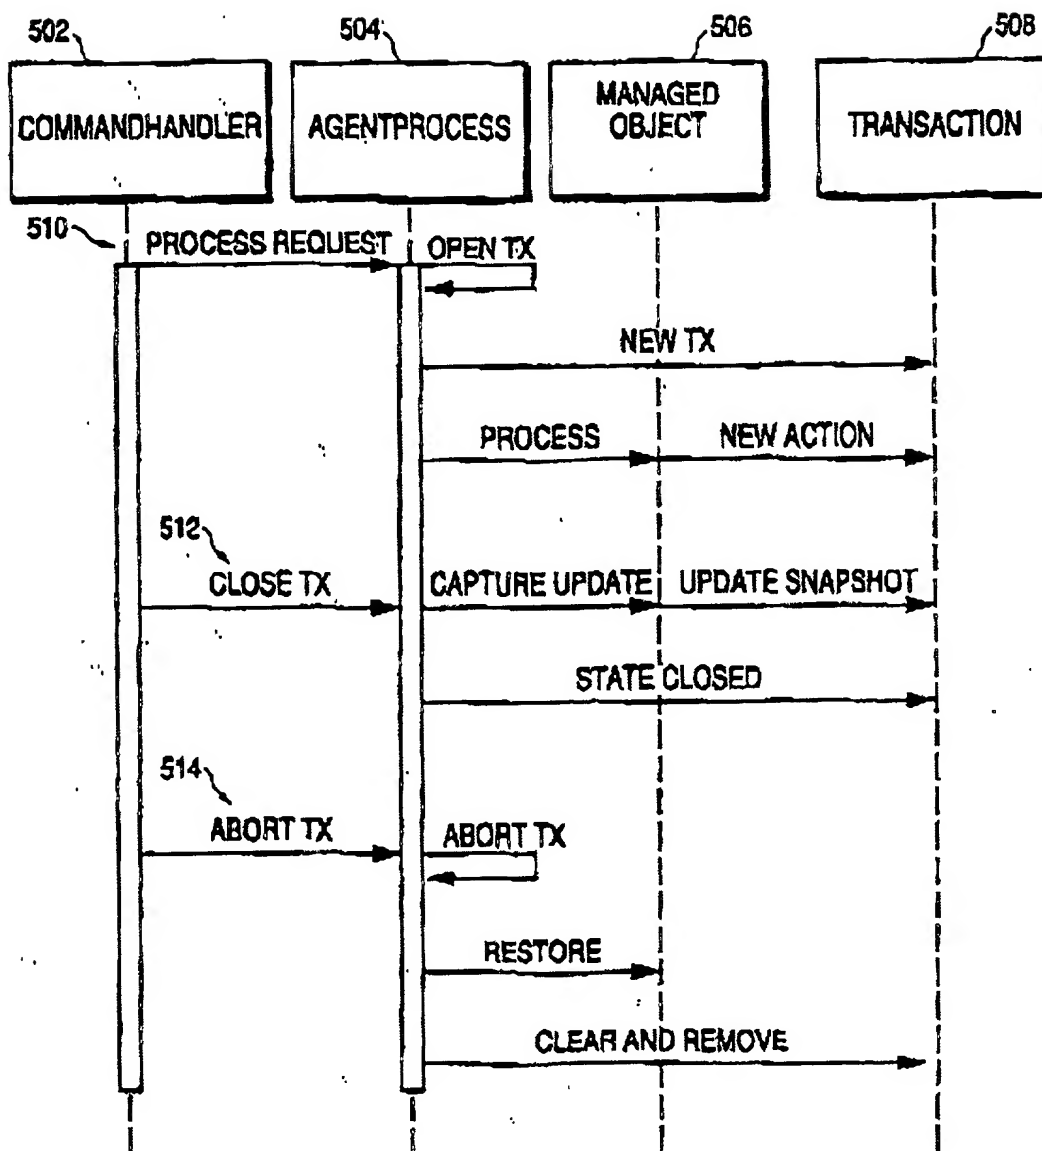 502
504
506
508
COMMANDHANDLER
AGENTPROCESS
MANAGED
OBJECT
TRANSACTION
510
PROCESS REQUEST
OPEN TX
NEW TX
PROCESS
NEW ACTION
512
CLOSE TX
CAPTURE UPDATE
UPDATE SNAPSHOT
STATE CLOSED
514
ABORT TX
ABORT TX
RESTORE
CLEAR AND REMOVE